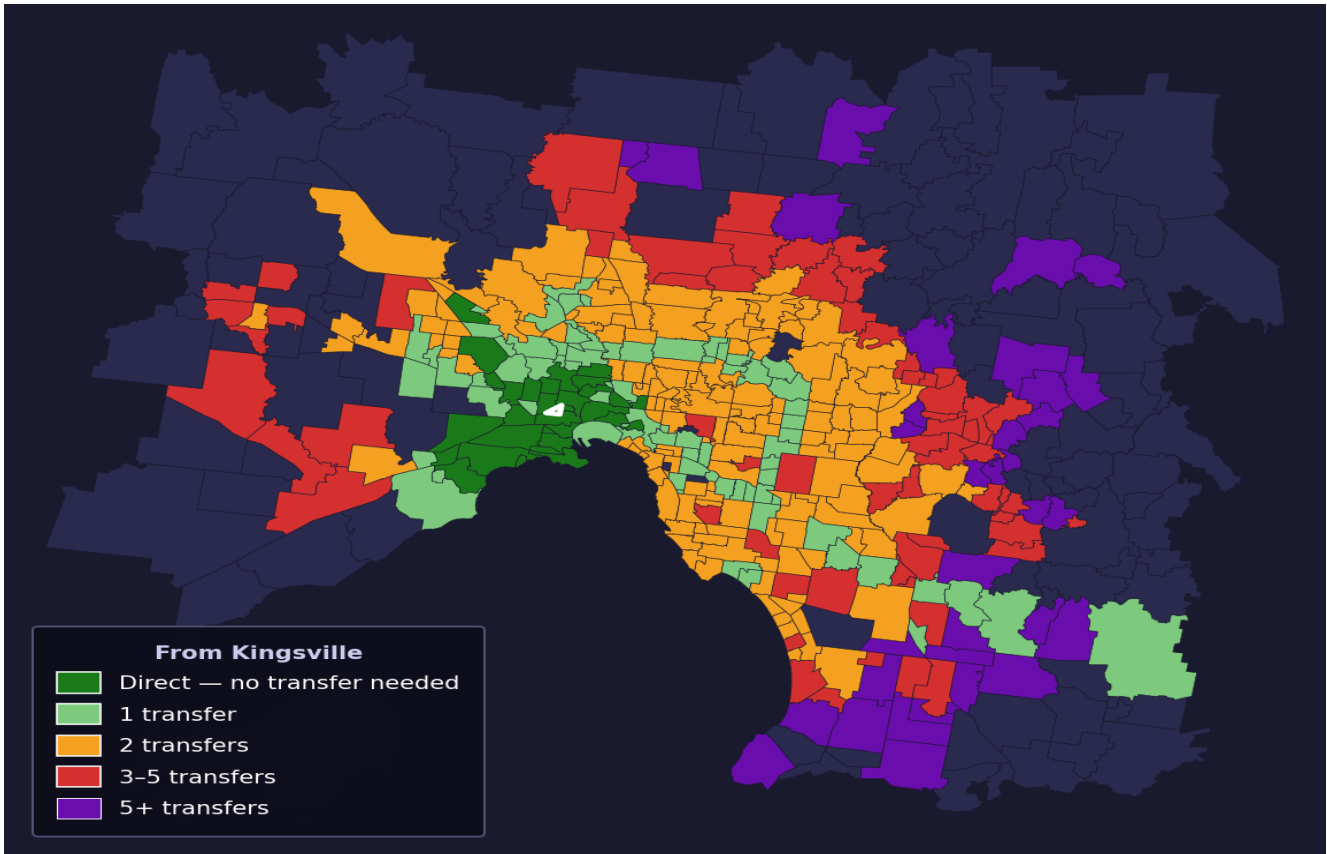 From Kingsville
Direct — no transfer needed
1 transfer
2 transfers
3–5 transfers
5+ transfers